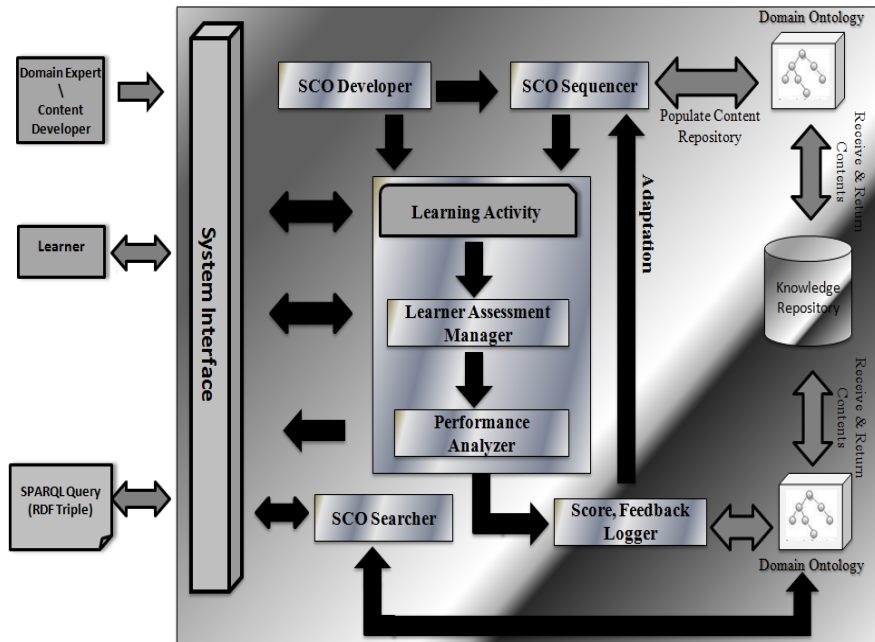 Domain Ontology
Domain Expert
\
Content
Developer
SCO Developer
SCO Sequencer
Populate Content
Repository
Receive & Return
Contents
Learning Activity
Adaptation
Learner
System Interface
Knowledge
Repository
Learner Assessment
Manager
Performance
Analyzer
Receive & Return
Contents
SPARQL Query
(RDF Triple)
SCO Searcher
Score, Feedback
Logger
Domain Ontology